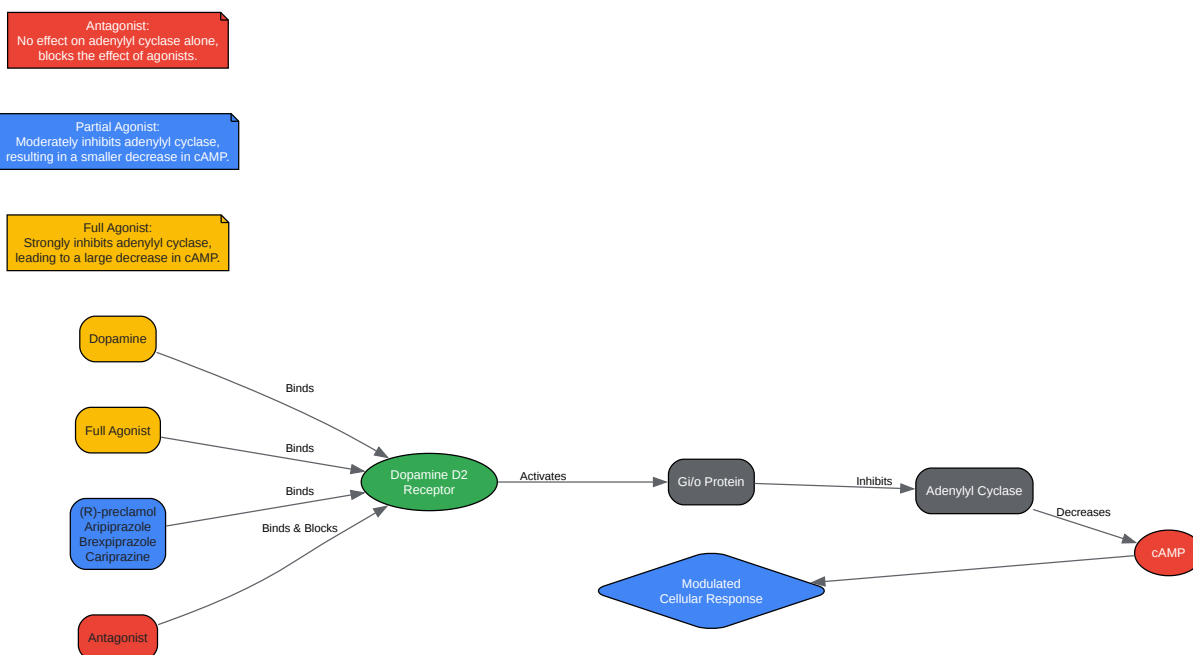 Antagonist:
No effect on adenylyl cyclase alone,
blocks the effect of agonists.
Partial Agonist:
Moderately inhibits adenylyl cyclase,
resulting in a smaller decrease in cAMP.
Full Agonist:
Strongly inhibits adenylyl cyclase,
leading to a large decrease in cAMP.
Dopamine
Binds
Full Agonist
Binds
(R)-preclamol
Aripiprazole
Brexpiprazole
Cariprazine
Binds
Binds & Blocks
Antagonist
Dopamine D2
Receptor
Activates
Gi/o Protein
Inhibits
Adenylyl Cyclase
Decreases
cAMP
Modulated
Cellular Response